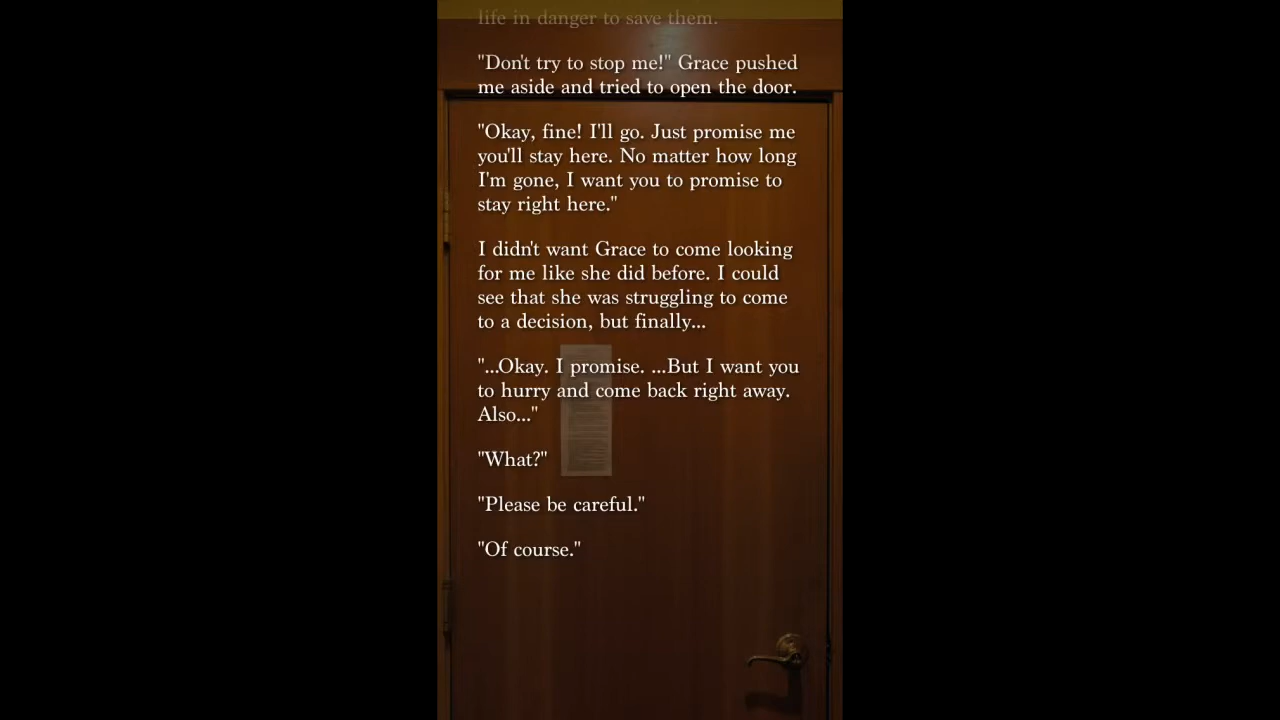 life in danger to save them.
"Don't try to stop me!" Grace pushed
me aside and tried to open the door.
"Okay, fine! I'll go. Just promise me
you'll stay here. No matter how long
I'm gone, I want you to promise to
stay right here."
I didn't want Grace to come looking
for me like she did before. I could
see that she was struggling to come
to a decision, but finally...
"...Okay. I promise. ...But I want you
to hurry and come back right away.
Also..."
"What?"
"Please be careful."
"Of course."